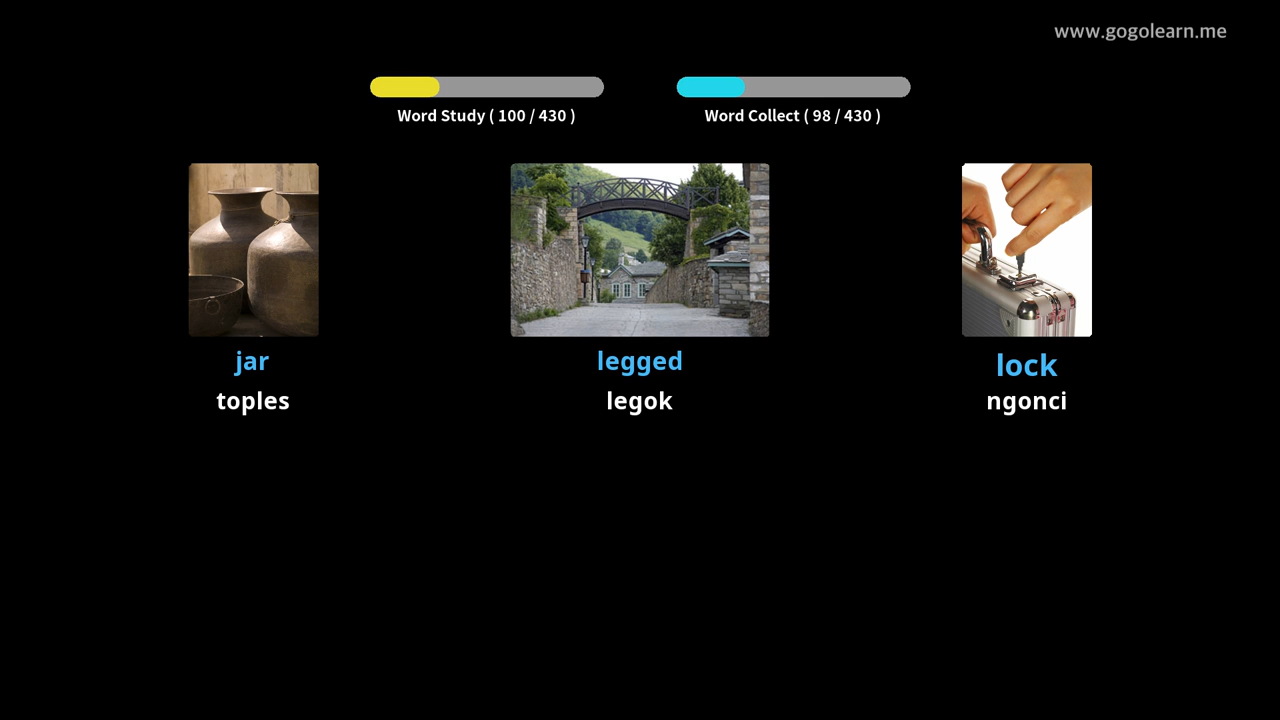 www.gogolearn.me
Word Study ( 100 / 430 )
Word Collect ( 98 / 430 )
jar
toples
legged
legok
lock
ngonci